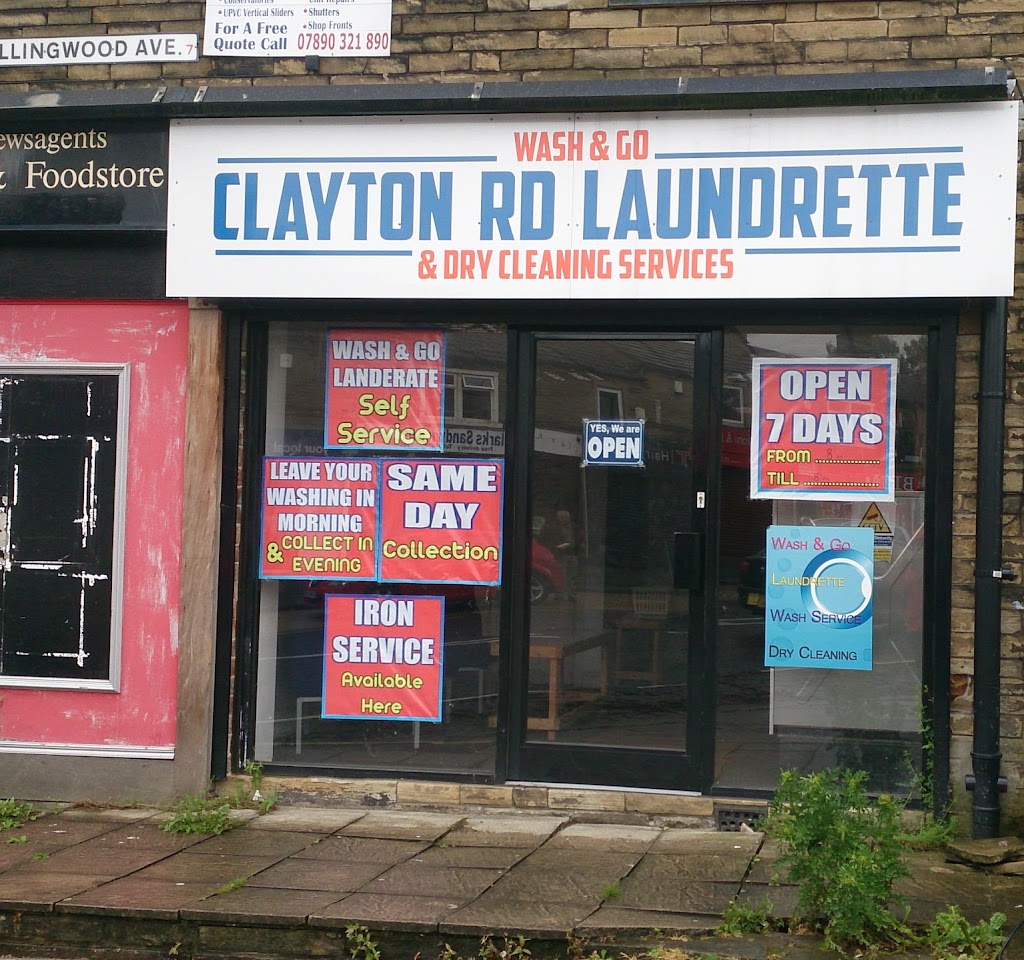 • UPVC Vertical Sliders
• Shutters
• Shop Fronts
For A Free
Quote Call 07890 321 890
LLINGWOOD AVE. 7
ewsagents
& Foodstore
WASH & GO
CLAYTON RD LAUNDRETTE
& DRY CLEANING SERVICES
WASH & GO
LANDERATE
Self
Service
LEAVE YOUR
WASHING IN
MORNING
& COLLECT IN
EVENING
SAME
DAY
Collection
IRON
SERVICE
Available
Here
YES, We are
OPEN
OPEN
7 DAYS
FROM
TILL
Wash & Go
Laundrette
Wash Service
Dry Cleaning